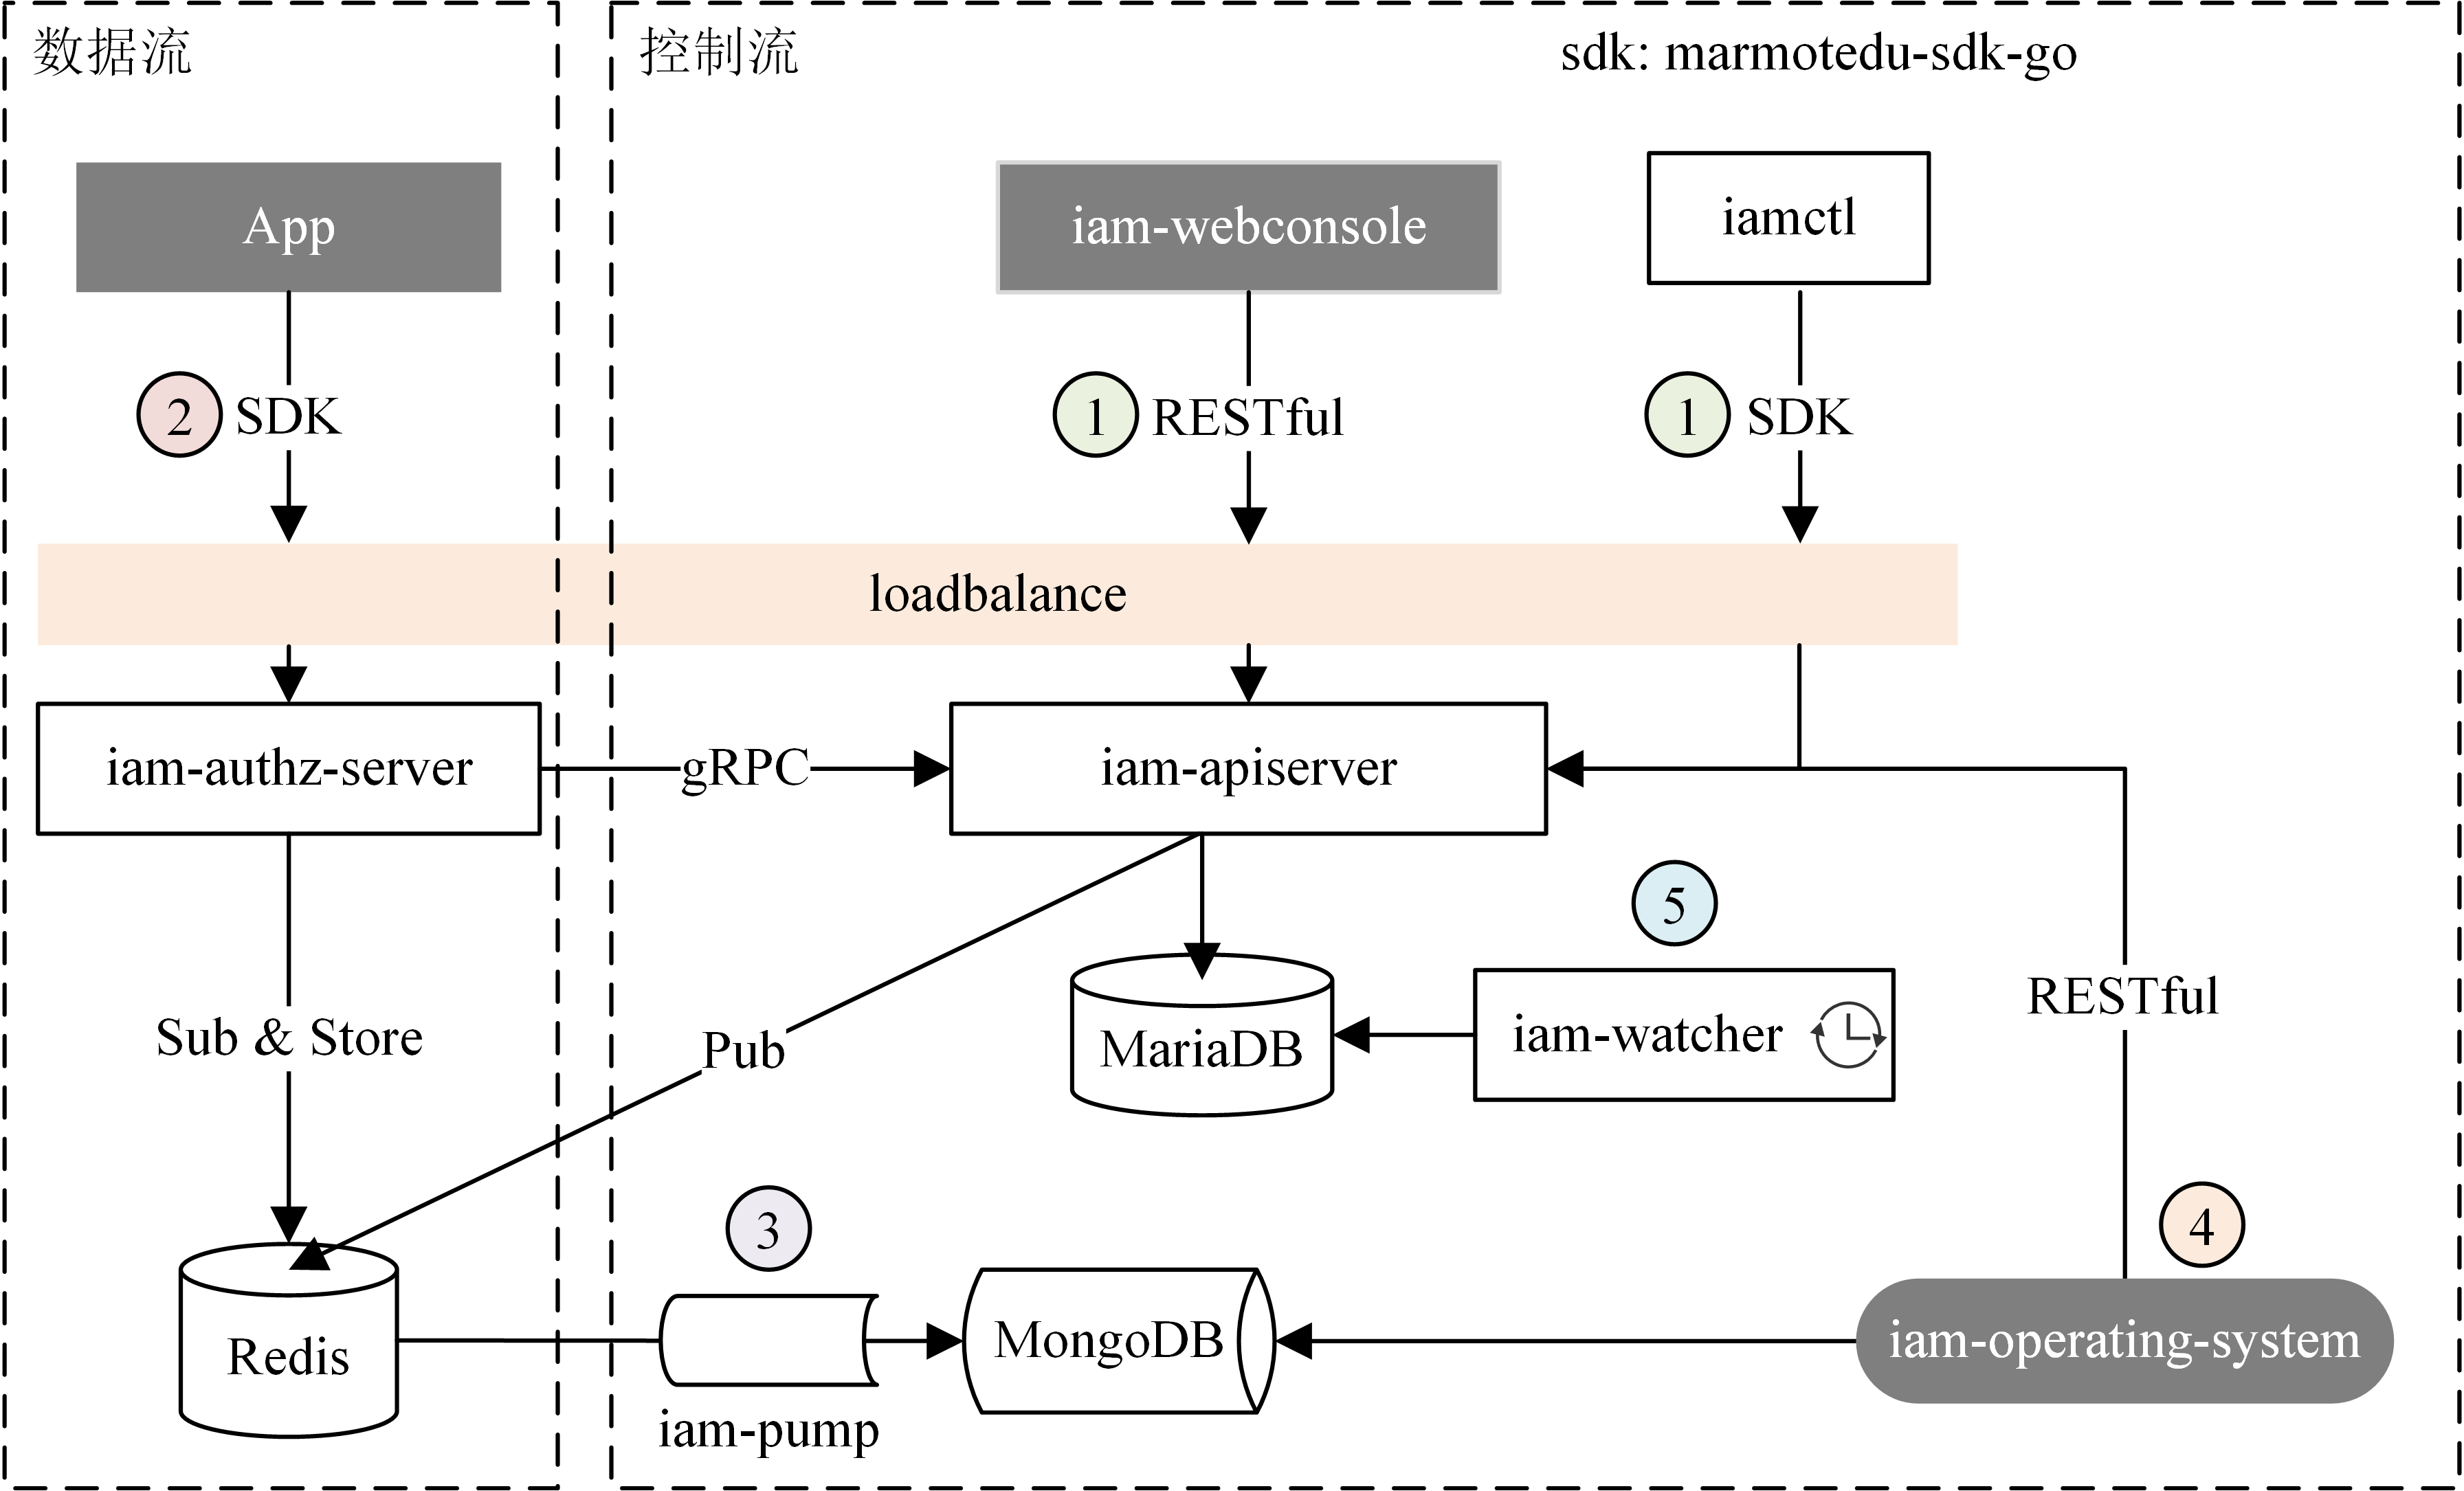 数据流
控制流
sdk: marmotedu-sdk-go
App
iam-webconsole
iamctl
2 SDK
1 RESTful
1 SDK
loadbalance
iam-authz-server
gRPC
iam-apiserver
5
RESTful
Sub & Store
Pub
MariaDB
iam-watcher
3
4
Redis
MongoDB
iam-operating-system
iam-pump